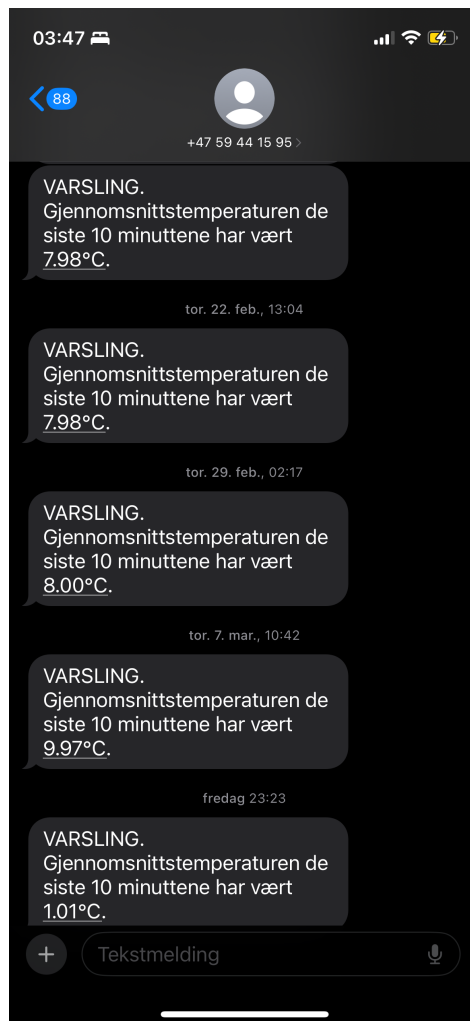 03:47
88
+47 59 44 15 95
VARSLING.
Gjennomsnittstemperaturen de
siste 10 minuttene har vært
7.98°C.
tor. 22. feb., 13:04
VARSLING.
Gjennomsnittstemperaturen de
siste 10 minuttene har vært
7.98°C.
tor. 29. feb., 02:17
VARSLING.
Gjennomsnittstemperaturen de
siste 10 minuttene har vært
8.00°C.
tor. 7. mar., 10:42
VARSLING.
Gjennomsnittstemperaturen de
siste 10 minuttene har vært
9.97°C.
fredag 23:23
VARSLING.
Gjennomsnittstemperaturen de
siste 10 minuttene har vært
1.01°C.
Tekstmelding